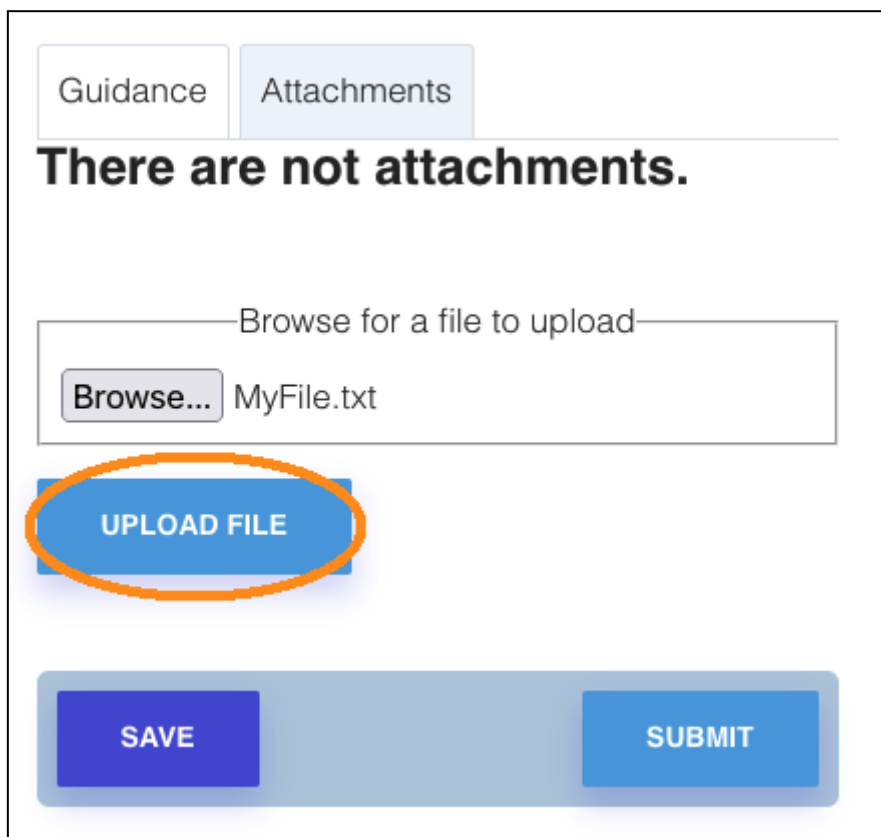 Guidance Attachments
There are not attachments.
Browse for a file to upload
Browse... MyFile.txt
UPLOAD FILE
SAVE SUBMIT